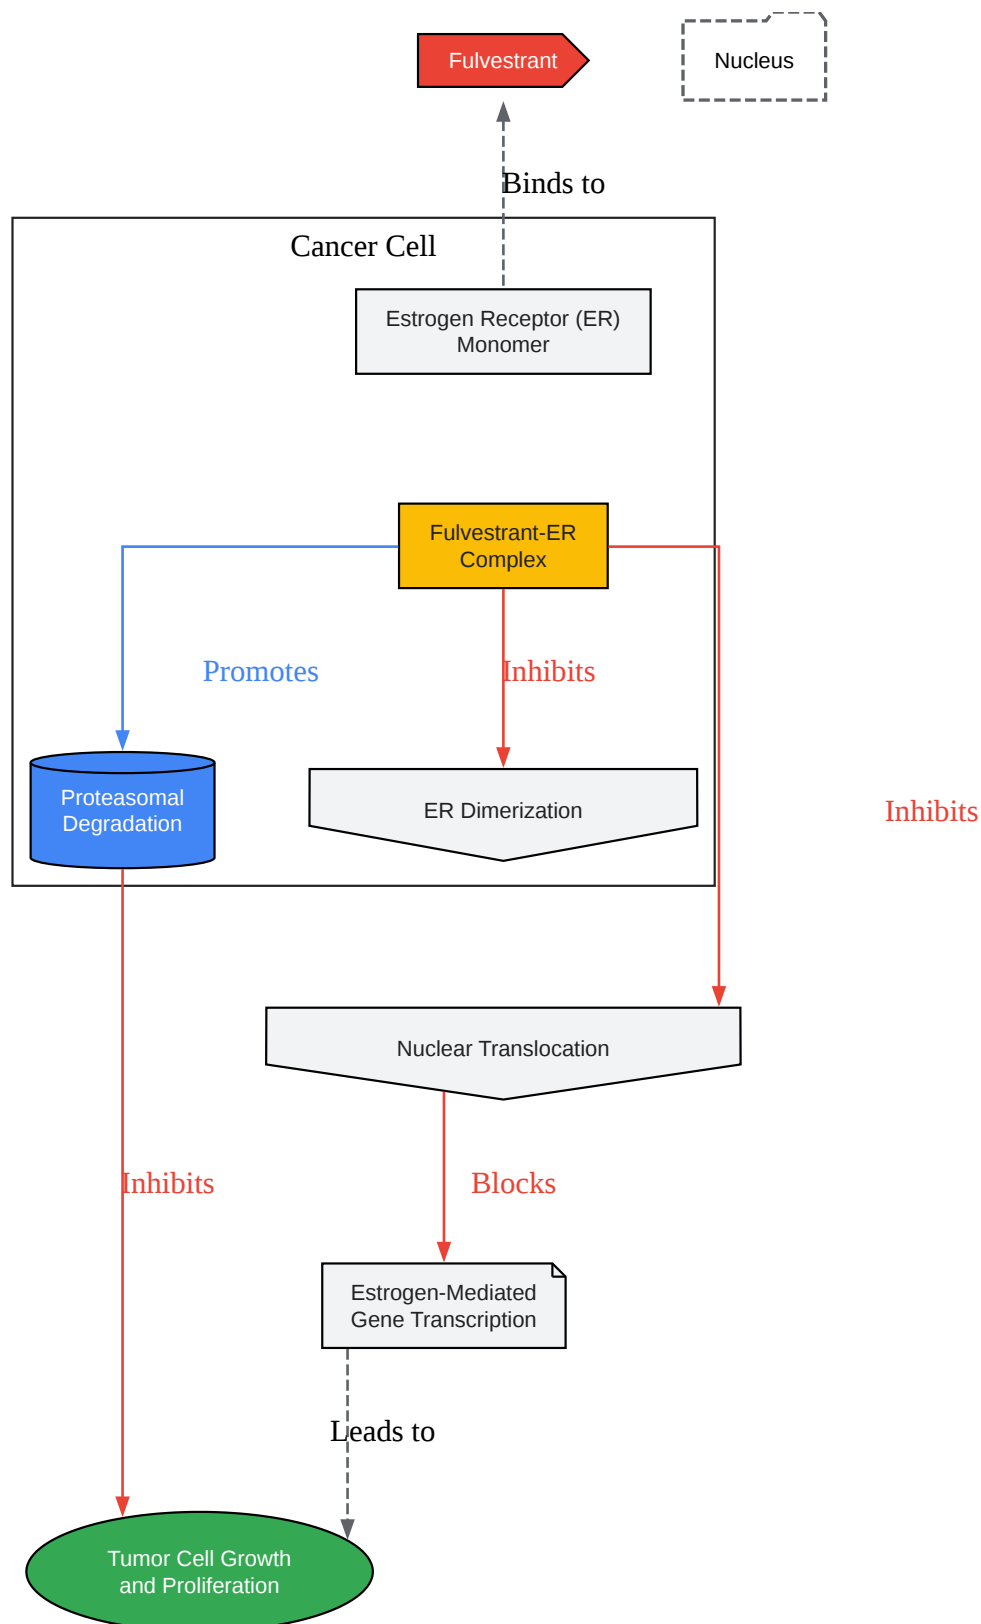 Fulvestrant
Nucleus
Binds to
Cancer Cell
Estrogen Receptor (ER)
Monomer
Fulvestrant-ER
Complex
Promotes
Inhibits
Proteasomal
Degradation
ER Dimerization
Inhibits
Nuclear Translocation
Inhibits
Blocks
Estrogen-Mediated
Gene Transcription
Leads to
Tumor Cell Growth
and Proliferation